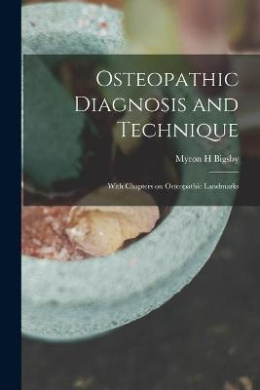 Osteopathic
Diagnosis and
Technique
Myron H Bigsby
With Chapters on Osteopathic Landmarks